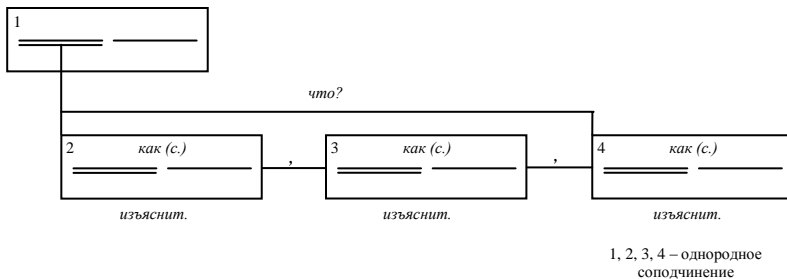 1
что?
2 как (с.) , 3 как (с.) , 4 как (с.)
изъяснит. изъяснит. изъяснит.
1, 2, 3, 4 – однородное
соподчинение